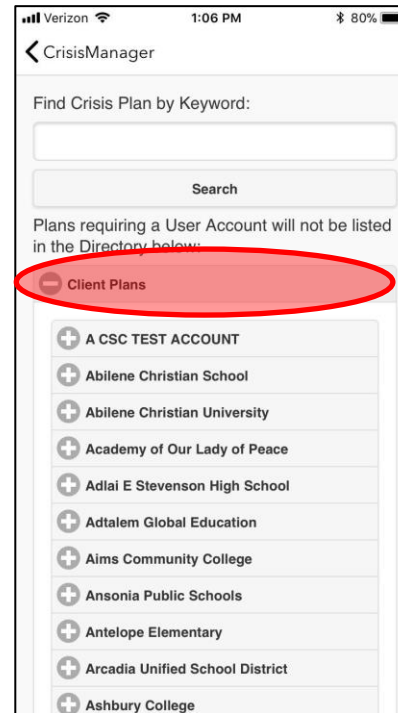 Verizon 1:06 PM 80%
CrisisManager
Find Crisis Plan by Keyword:
Search
Plans requiring a User Account will not be listed
in the Directory below:
Client Plans
A CSC TEST ACCOUNT
Abilene Christian School
Abilene Christian University
Academy of Our Lady of Peace
Adlai E Stevenson High School
Adtalem Global Education
Aims Community College
Ansonia Public Schools
Antelope Elementary
Arcadia Unified School District
Ashbury College